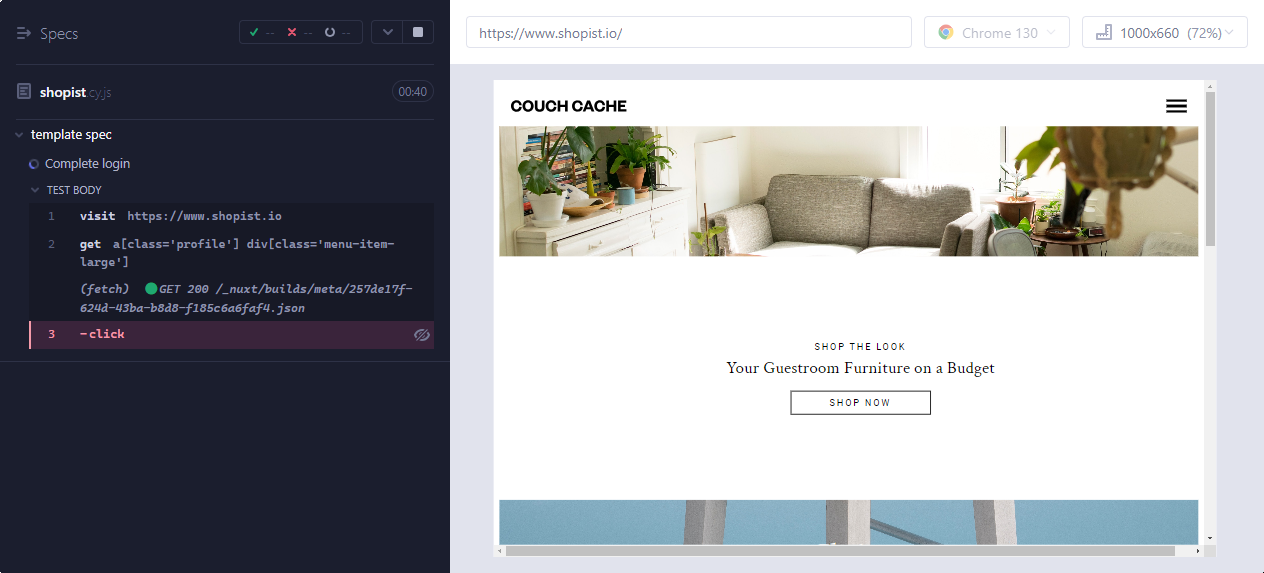 Specs
-- -- --
shopist.cy.js
00:40
template spec
Complete login
TEST BODY
1 visit https://www.shopist.io
2 get a[class='profile'] div[class='menu-item-
large']
(fetch) GET 200 /_nuxt/builds/meta/257de17f-
624d-43ba-b8d8-f185c6a6faf4.json
3 -click
https://www.shopist.io/
Chrome 130
1000x660 (72%)
COUCH CACHE
SHOP THE LOOK
Your Guestroom Furniture on a Budget
SHOP NOW